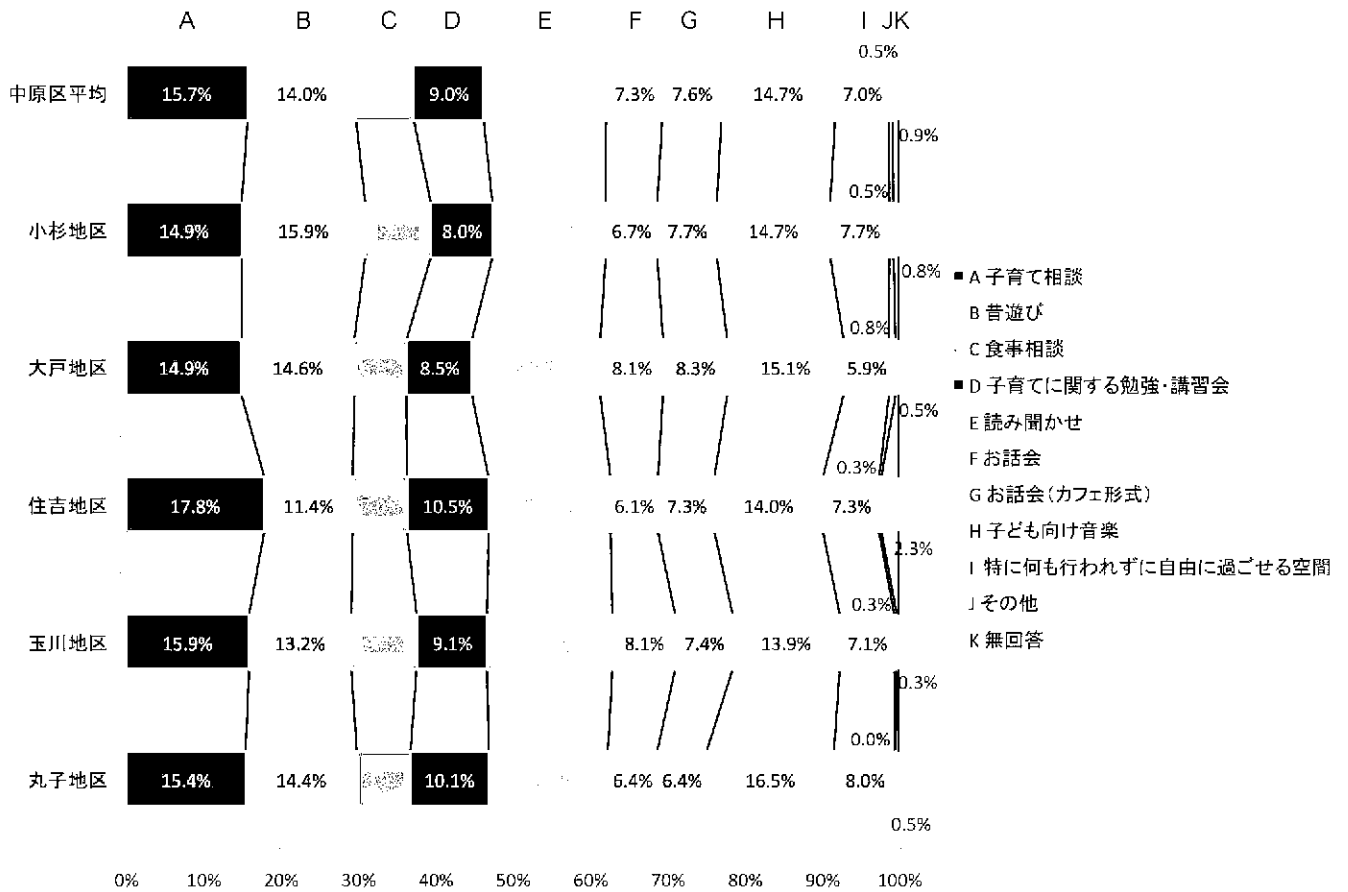 A B C D E F G H I J K
0.5%
中原区平均 15.7% 14.0% 9.0% 7.3% 7.6% 14.7% 7.0%
0.9%
0.5%
小杉地区 14.9% 15.9% 8.0% 6.7% 7.7% 14.7% 7.7%
0.8%
0.8%
大戸地区 14.9% 14.6% 8.5% 8.1% 8.3% 15.1% 5.9%
0.5%
0.3%
住吉地区 17.8% 11.4% 10.5% 6.1% 7.3% 14.0% 7.3%
2.3%
0.3%
玉川地区 15.9% 13.2% 9.1% 8.1% 7.4% 13.9% 7.1%
0.3%
0.0%
丸子地区 15.4% 14.4% 10.1% 6.4% 6.4% 16.5% 8.0%
0.5%
0% 10% 20% 30% 40% 50% 60% 70% 80% 90% 100%
A 子育て相談
B 昔遊び
C 食事相談
D 子育てに関する勉強・講習会
E 読み聞かせ
F お話会
G お話会(カフェ形式)
H 子ども向け音楽
I 特に何も行われずに自由に過ごせる空間
J その他
K 無回答